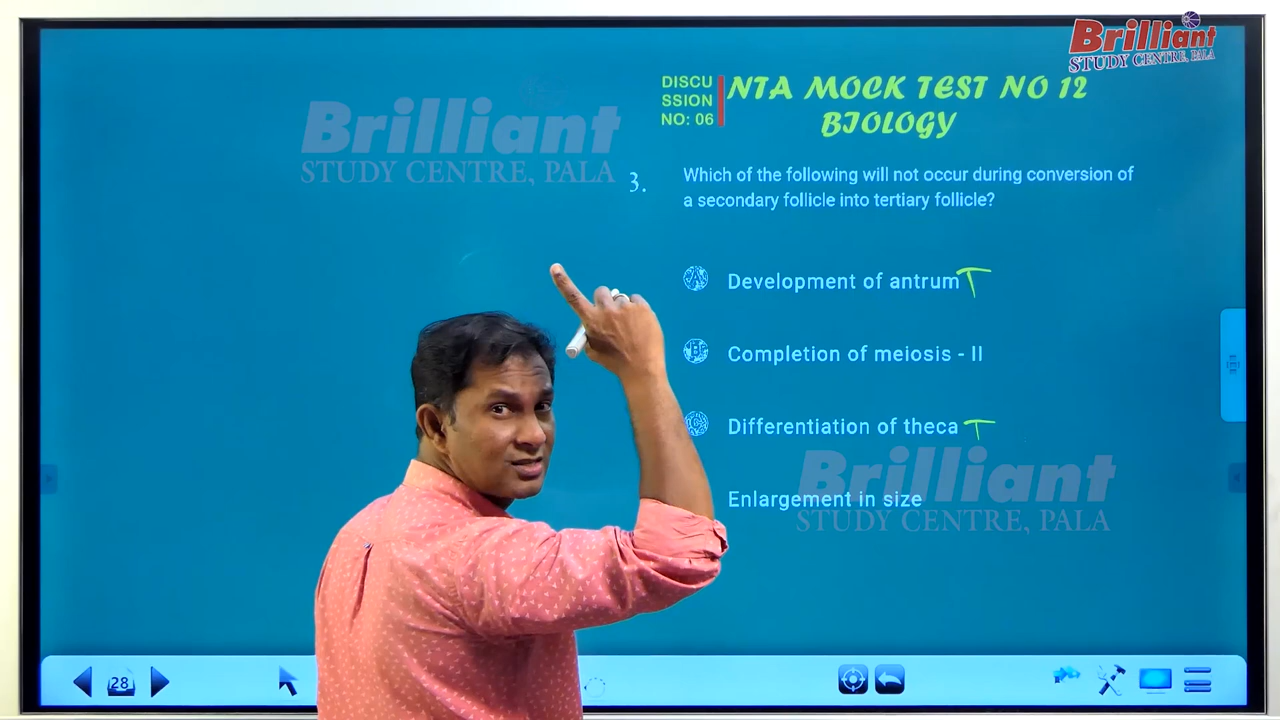 Brilliant
STUDY CENTRE, PALA
DISCU
SSION
NO: 06
NTA MOCK TEST NO 12
BIOLOGY
Brilliant
STUDY CENTRE, PALA
3.
Which of the following will not occur during conversion of
a secondary follicle into tertiary follicle?
A Development of antrum T
B Completion of meiosis - II
C Differentiation of theca T
Enlargement in size
Brilliant
STUDY CENTRE, PALA
28